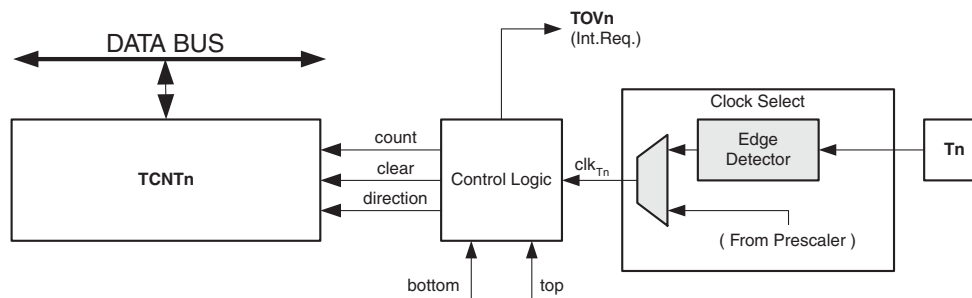 TOVn
(Int.Req.)
DATA BUS
Clock Select
count
Edge
Detector
Tn
TCNTn
clear
Control Logic
clkTn
direction
( From Prescaler )
bottom
top